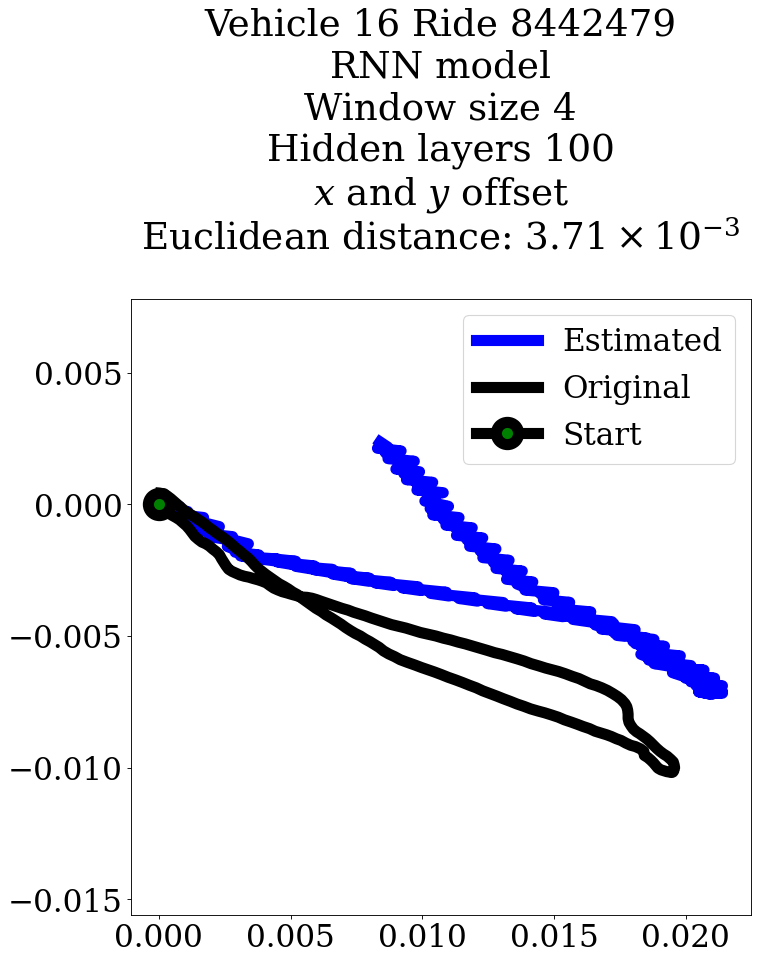 Vehicle 16 Ride 8442479
RNN model
Window size 4
Hidden layers 100
x and y offset
Euclidean distance: 3.71 × 10⁻³
Estimated
Original
Start
0.005
0.000
−0.005
−0.010
−0.015
0.000 0.005 0.010 0.015 0.020